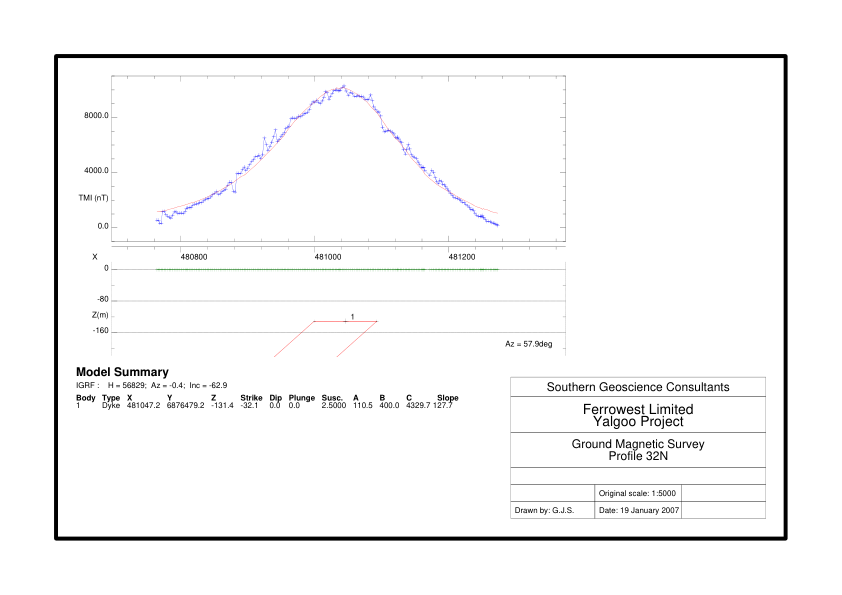 8000.0
4000.0
TMI (nT)
0.0
X 480800 481000 481200
0
-80
Z(m) 1
-160
Az = 57.9deg
Model Summary
IGRF : H = 56829; Az = -0.4; Inc = -62.9
Body Type X Y Z Strike Dip Plunge Susc. A B C Slope
1 Dyke 481047.2 6876479.2 -131.4 -32.1 0.0 0.0 2.5000 110.5 400.0 4329.7 127.7
Southern Geoscience Consultants
Ferrowest Limited
Yalgoo Project
Ground Magnetic Survey
Profile 32N
Original scale: 1:5000
Drawn by: G.J.S. Date: 19 January 2007